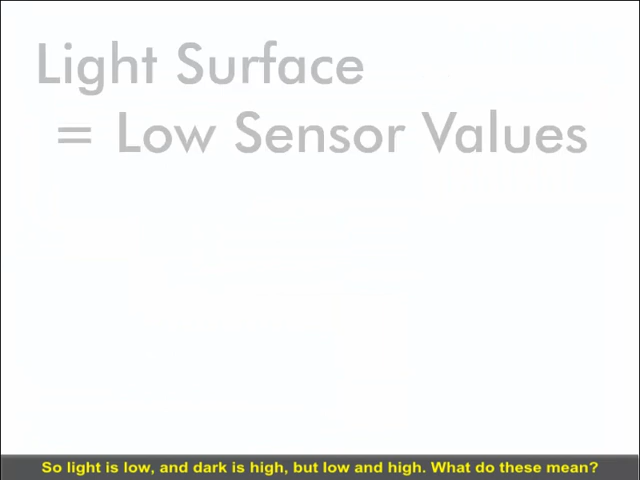 Light Surface
= Low Sensor Values
So light is low, and dark is high, but low and high. What do these mean?